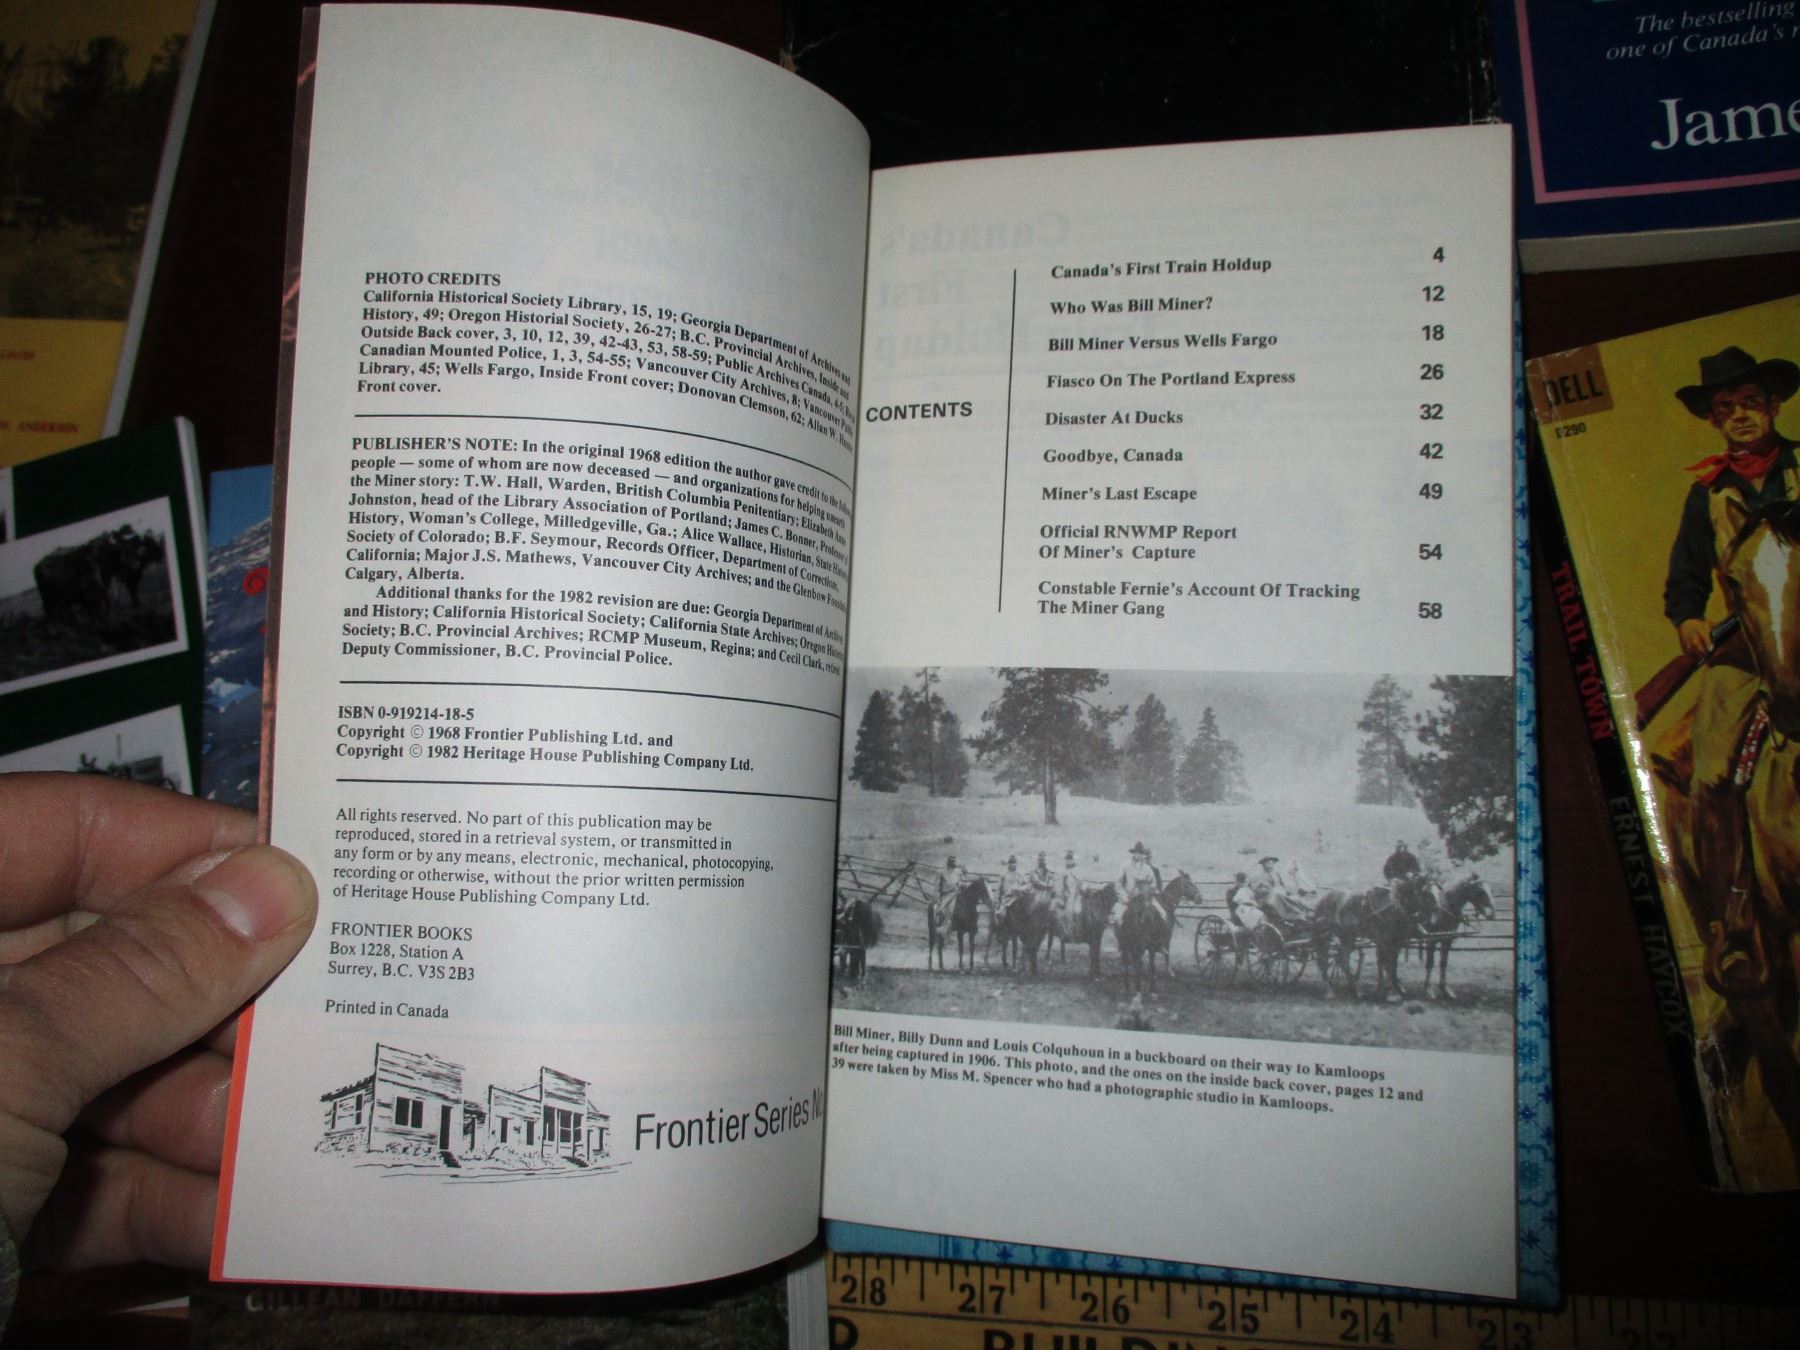 PHOTO CREDITS
California Historical Society Library, 15, 19; Georgia Department of Archives and
History, 49; Oregon Historial Society, 26-27; B.C. Provincial Archives, Inside and
Outside Back cover, 3, 10, 12, 39, 42-43, 53, 58-59; Public Archives Canada, 4-5;
Canadian Mounted Police, 1, 3, 54-55; Vancouver City Archives, 8; Vancouver Public
Library, 45; Wells Fargo, Inside Front cover; Donovan Clemson, 62; Allan W.
Front cover.
PUBLISHER'S NOTE: In the original 1968 edition the author gave credit to the
people — some of whom are now deceased — and organizations for helping unearth
the Miner story: T.W. Hall, Warden, British Columbia Penitentiary; Elizabeth Anne
Johnston, head of the Library Association of Portland; James C. Bonner, Professor of
History, Woman's College, Milledgeville, Ga.; Alice Wallace, Historian, State
Society of Colorado; B.F. Seymour, Records Officer, Department of Corrections,
California; Major J.S. Mathews, Vancouver City Archives; and the Glenbow
Calgary, Alberta.
Additional thanks for the 1982 revision are due: Georgia Department of
and History; California Historical Society; California State Archives; Oregon
Society; B.C. Provincial Archives; RCMP Museum, Regina; and Cecil Clark, retired
Deputy Commissioner, B.C. Provincial Police.
ISBN 0-919214-18-5
Copyright © 1968 Frontier Publishing Ltd. and
Copyright © 1982 Heritage House Publishing Company Ltd.
All rights reserved. No part of this publication may be
reproduced, stored in a retrieval system, or transmitted in
any form or by any means, electronic, mechanical, photocopying,
recording or otherwise, without the prior written permission
of Heritage House Publishing Company Ltd.
FRONTIER BOOKS
Box 1228, Station A
Surrey, B.C. V3S 2B3
Printed in Canada
Frontier Series
CONTENTS
Canada's First Train Holdup 4
Who Was Bill Miner? 12
Bill Miner Versus Wells Fargo 18
Fiasco On The Portland Express 26
Disaster At Ducks 32
Goodbye, Canada 42
Miner's Last Escape 49
Official RNWMP Report
Of Miner's Capture 54
Constable Fernie's Account Of Tracking
The Miner Gang 58
Bill Miner, Billy Dunn and Louis Colquhoun in a buckboard on their way to Kamloops
after being captured in 1906. This photo, and the ones on the inside back cover, pages 12 and
39 were taken by Miss M. Spencer who had a photographic studio in Kamloops.
The bestselling
one of Canada's
DELL
D290
TRAIL TOWN
ERNEST HAYCOX
W. ANDERSON
GILLEAN DAFFERN
28 27 26 25 24 23 22